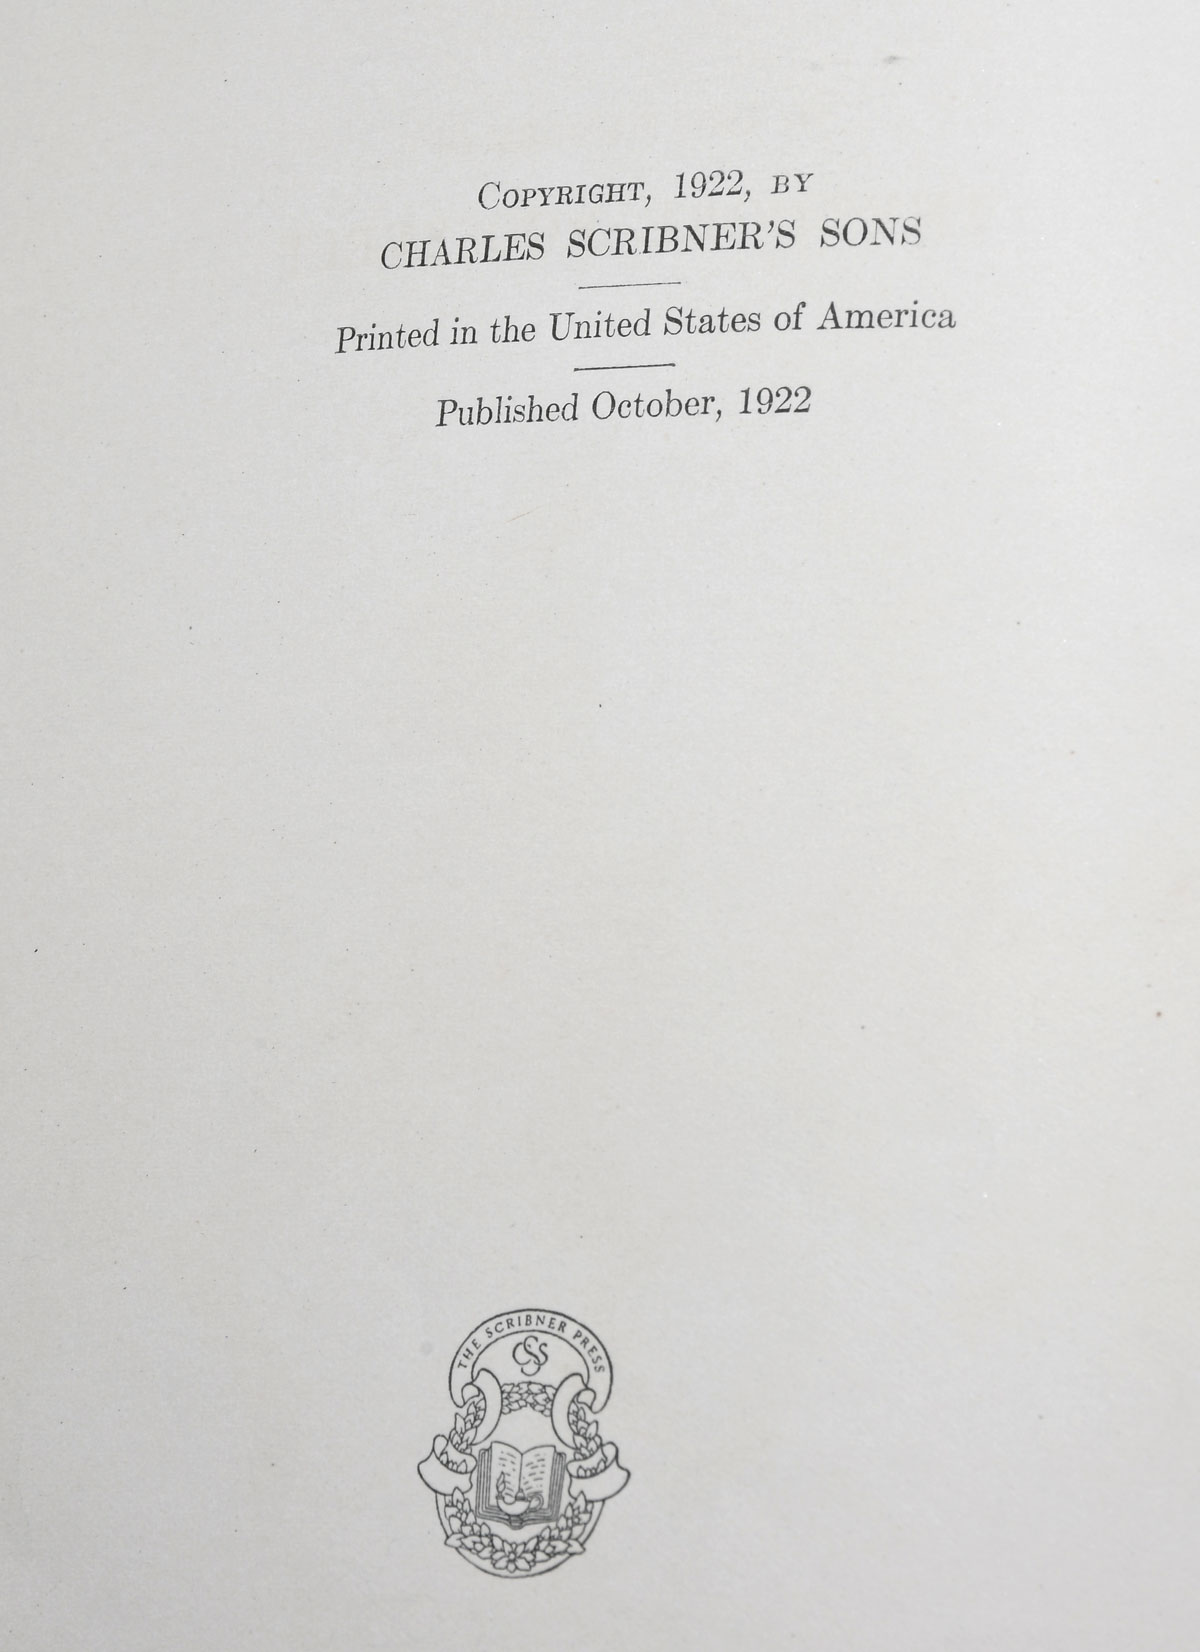 COPYRIGHT, 1922, BY
CHARLES SCRIBNER'S SONS
Printed in the United States of America
Published October, 1922
THE SCRIBNER PRESS
CSS